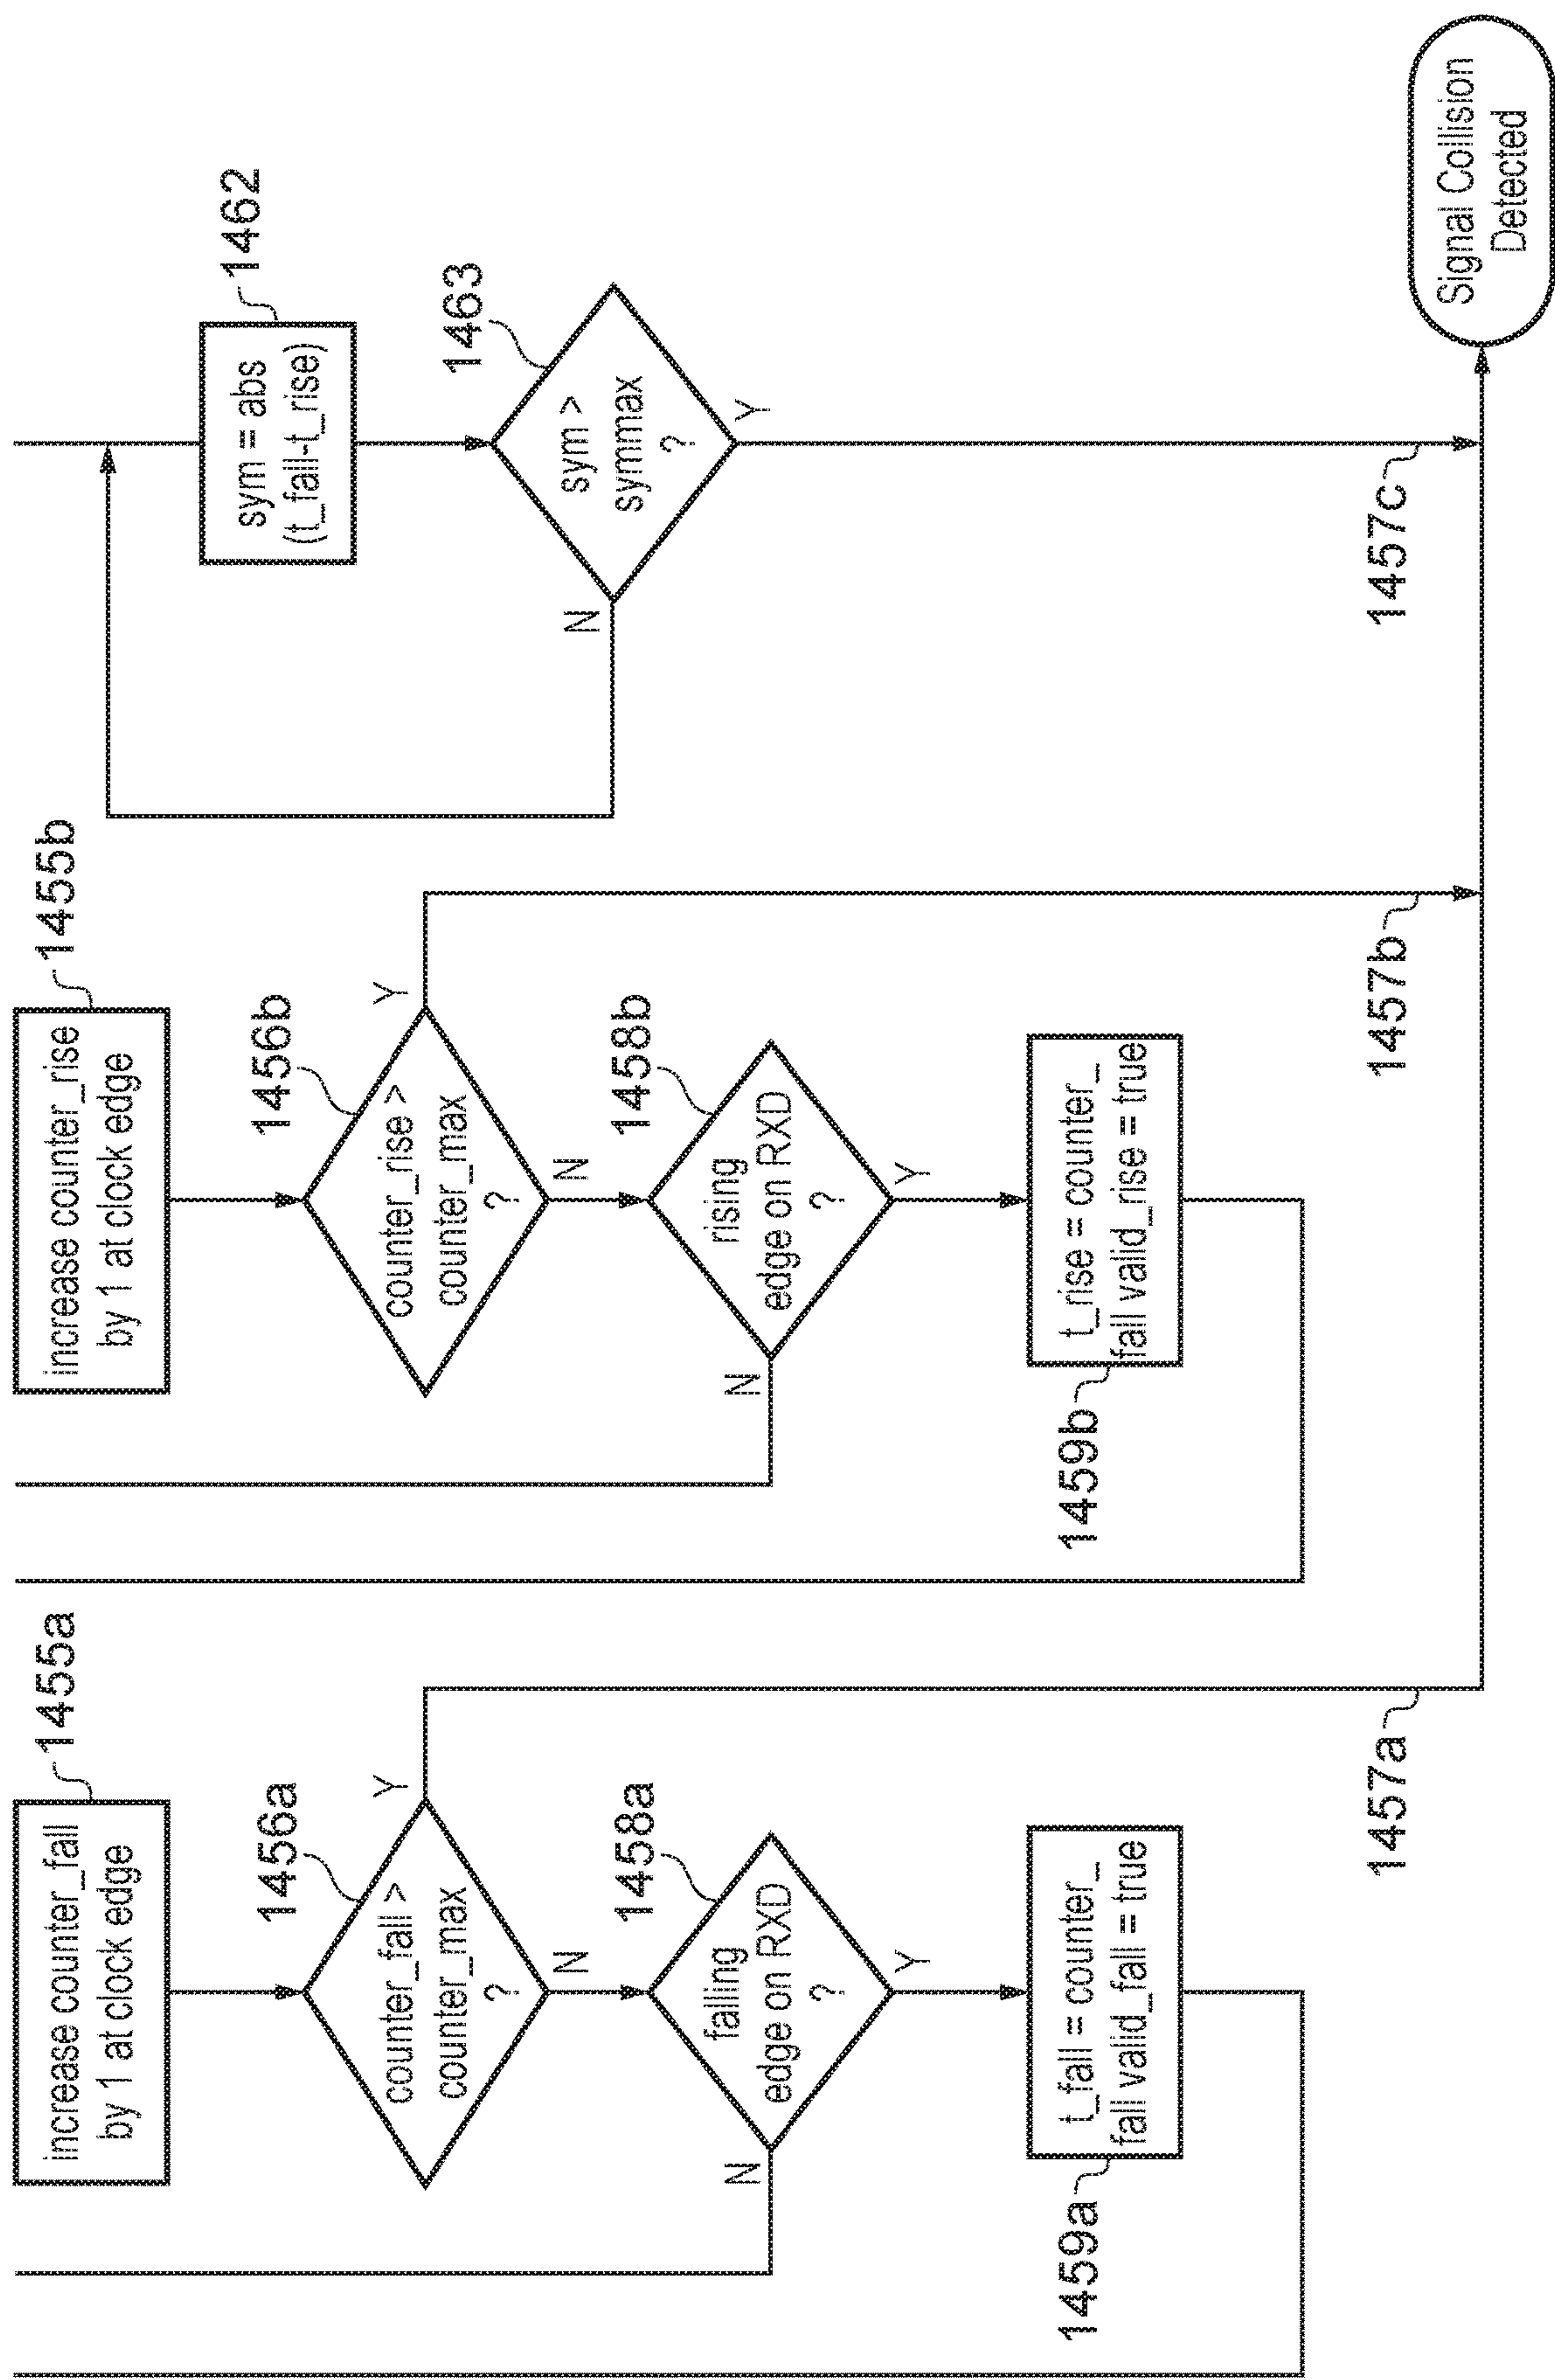 increase counter_fall
by 1 at clock edge
1455a
counter_fall >
counter_max
?
1456a
Y
N
falling
edge on RXD
?
1458a
N
Y
t_fall = counter_
fall valid_fall = true
1459a
1457a
increase counter_rise
by 1 at clock edge
1455b
counter_rise >
counter_max
?
1456b
Y
N
rising
edge on RXD
?
1458b
N
Y
t_rise = counter_
fall valid_rise = true
1459b
1457b
sym = abs
(t_fall-t_rise)
1462
sym >
symmax
?
1463
N
Y
1457c
Signal Collision
Detected